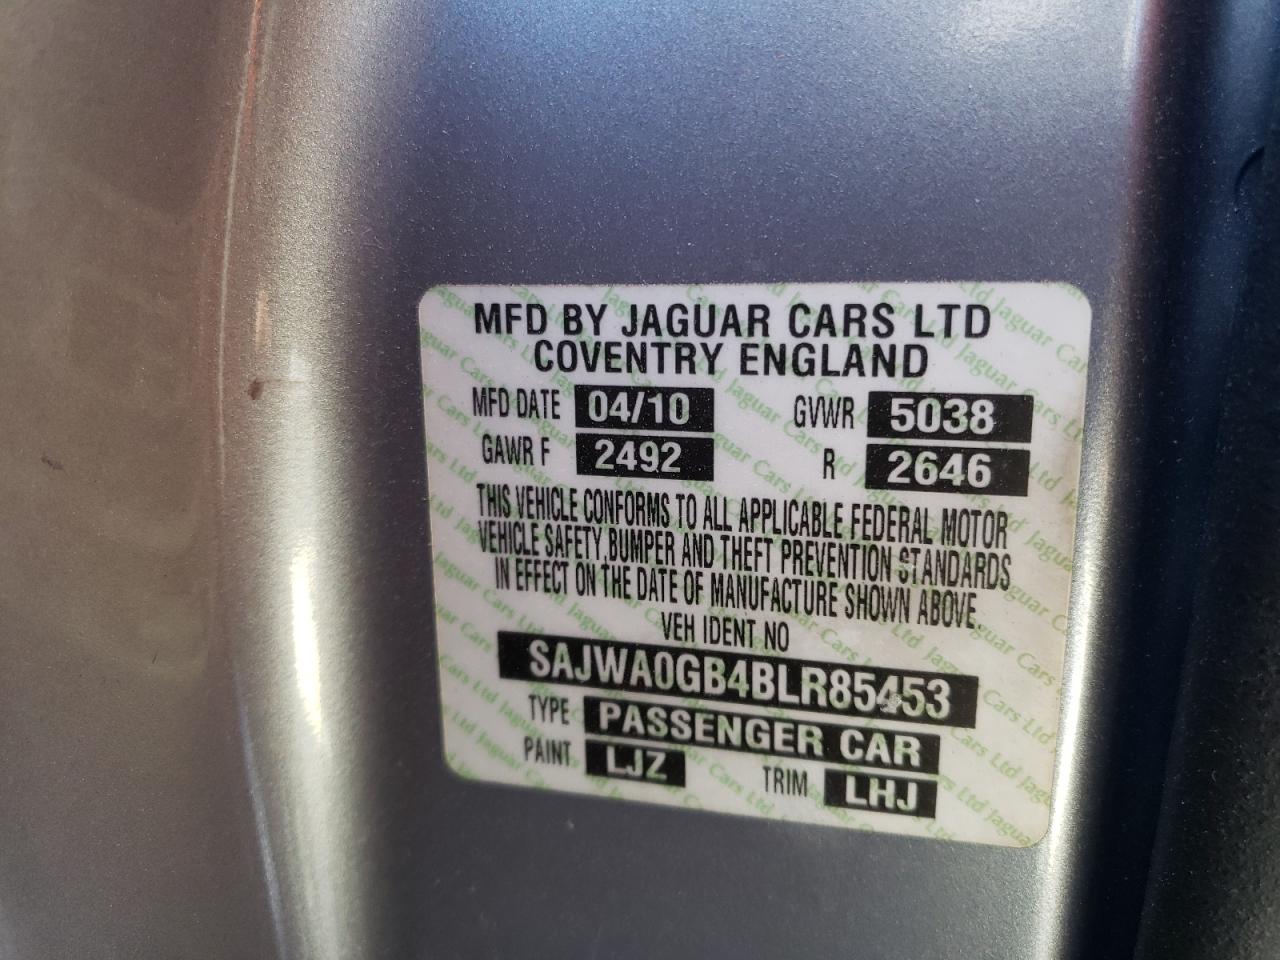 MFD BY JAGUAR CARS LTD
COVENTRY ENGLAND
MFD DATE 04/10 GVWR 5038
GAWR F 2492 R 2646
THIS VEHICLE CONFORMS TO ALL APPLICABLE FEDERAL MOTOR
VEHICLE SAFETY, BUMPER AND THEFT PREVENTION STANDARDS
IN EFFECT ON THE DATE OF MANUFACTURE SHOWN ABOVE.
VEH IDENT NO
SAJWA0GB4BLR85453
TYPE PASSENGER CAR
PAINT LJZ TRIM LHJ